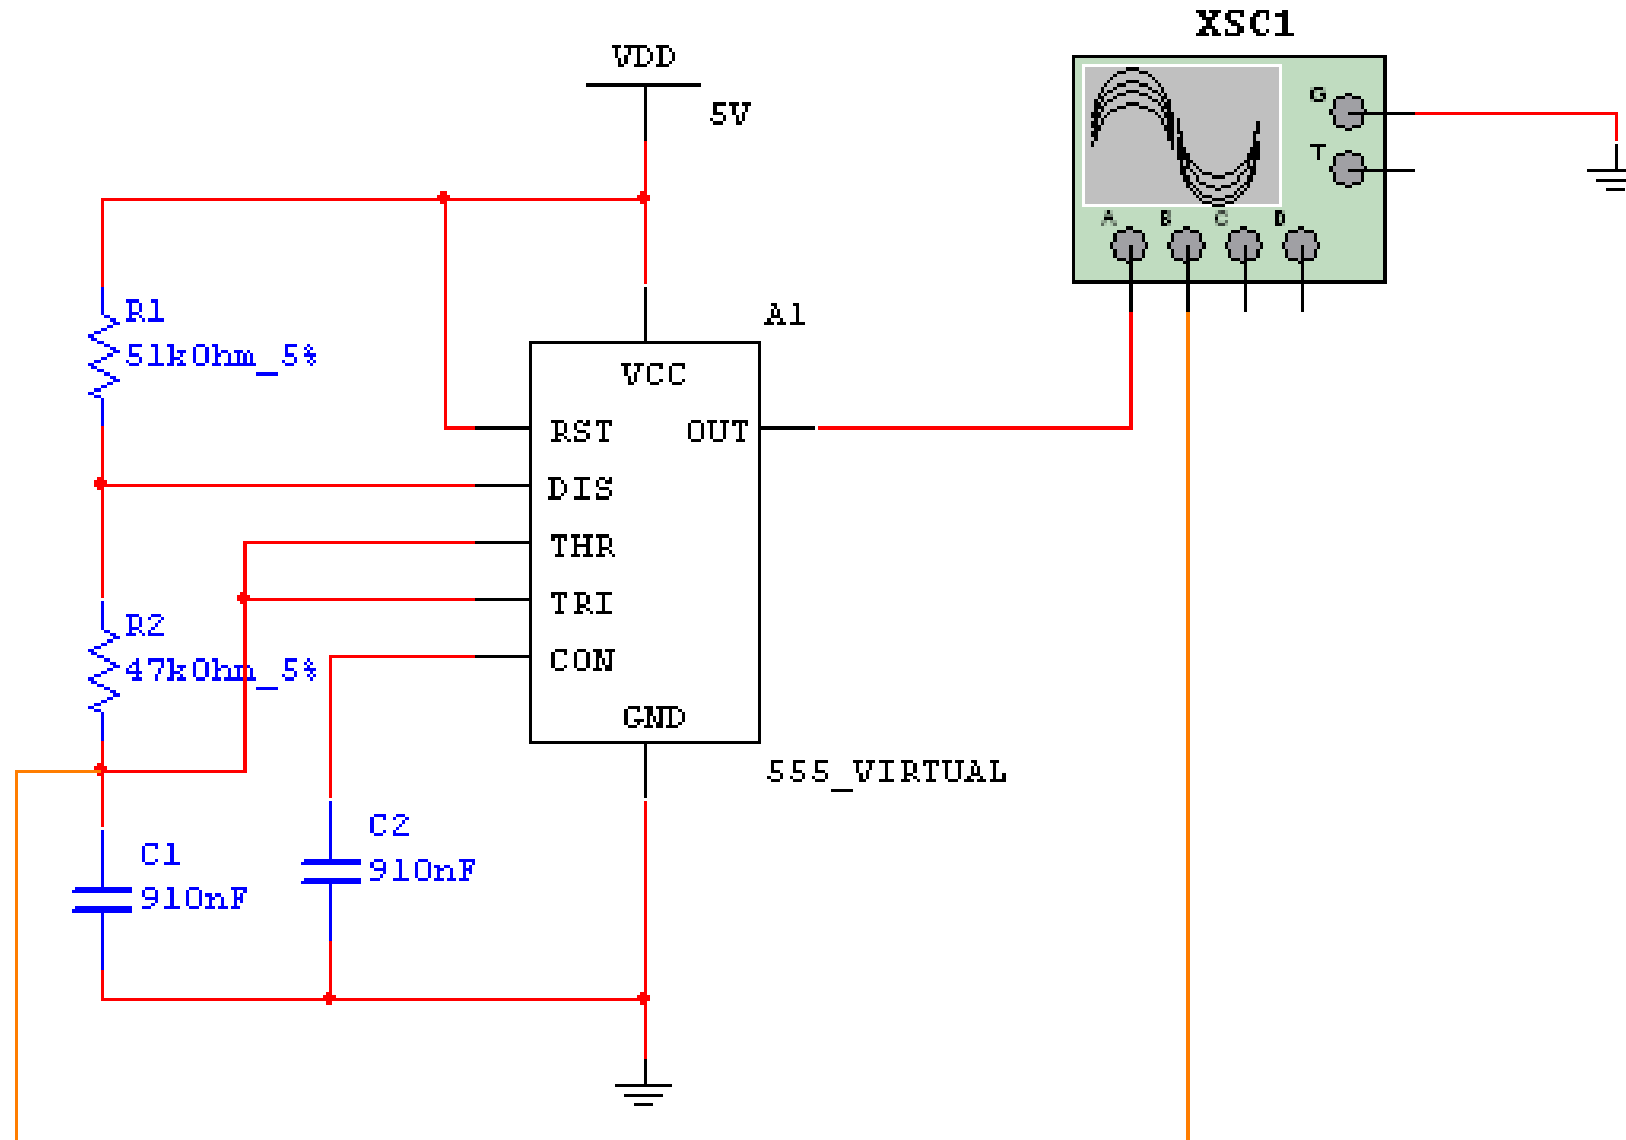 XSC1
VDD
5V
G
T
A B C D
R1
51kOhm_5%
A1
VCC
RST OUT
DIS
THR
TRI
CON
GND
R2
47kOhm_5%
555_VIRTUAL
C2
910nF
C1
910nF